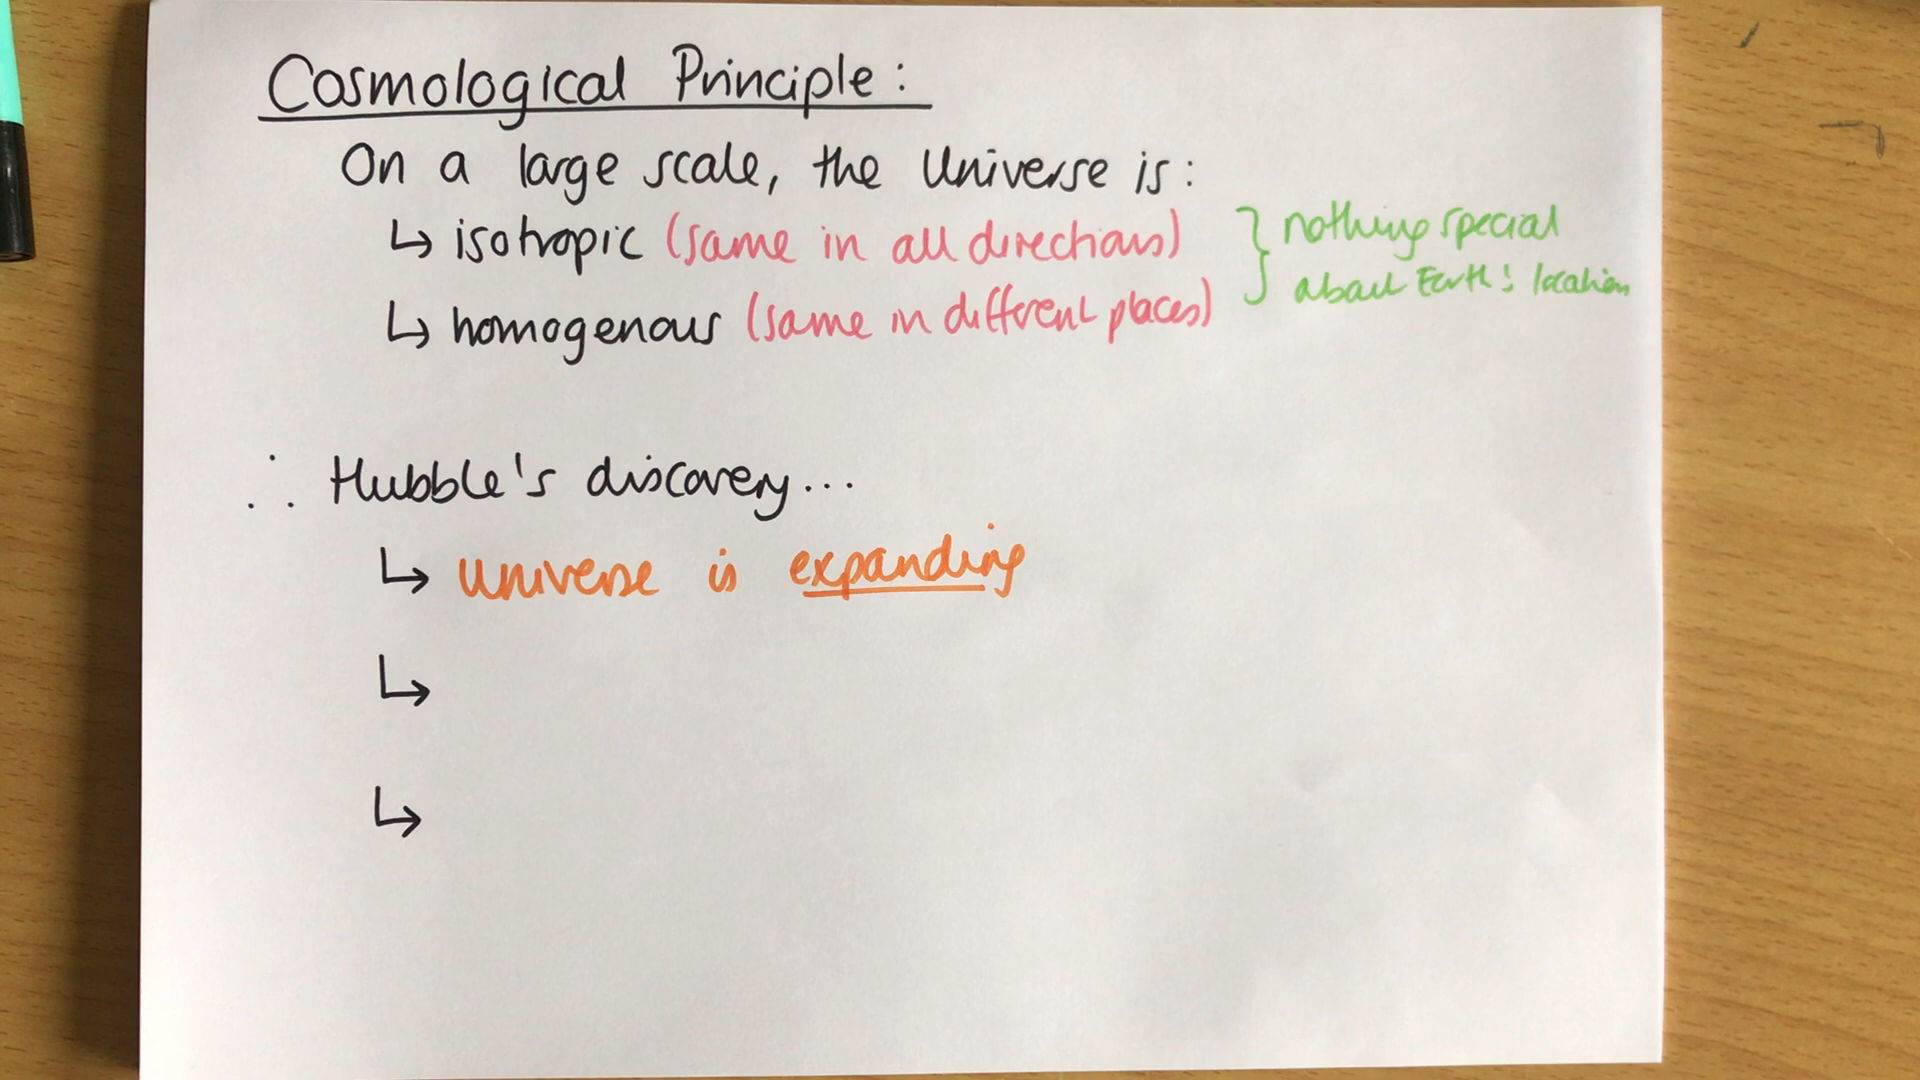 Cosmological Principle:
On a large scale, the Universe is:
↳ isotropic (same in all directions) } nothing special
↳ homogenous (same in different places) about Earth's location
∴ Hubble's discovery...
↳ Universe is expanding
↳
↳